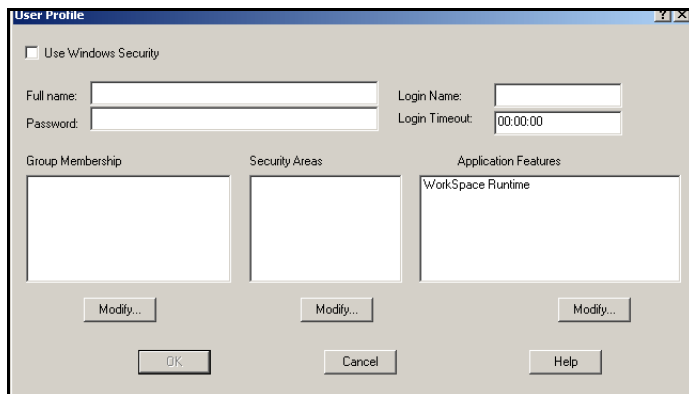 User Profile
Use Windows Security
Full name:
Login Name:
Password:
Login Timeout:
00:00:00
Group Membership
Security Areas
Application Features
WorkSpace Runtime
Modify...
Modify...
Modify...
OK
Cancel
Help